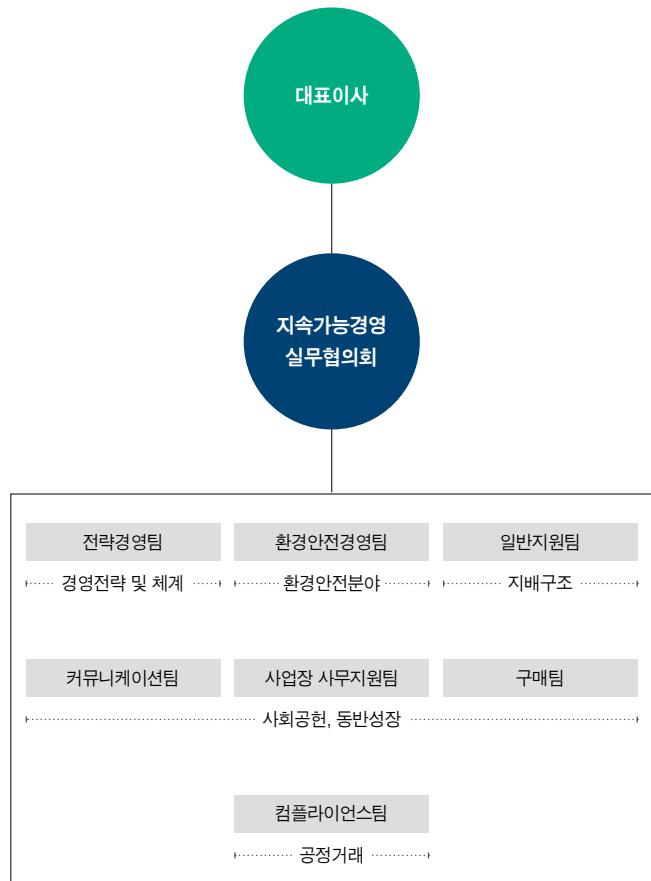 대표이사
지속가능경영
실무협의회
전략경영팀 환경안전경영팀 일반지원팀
경영전략 및 체계 환경안전분야 지배구조
커뮤니케이션팀 사업장 사무지원팀 구매팀
사회공헌, 동반성장
컴플라이언스팀
공정거래